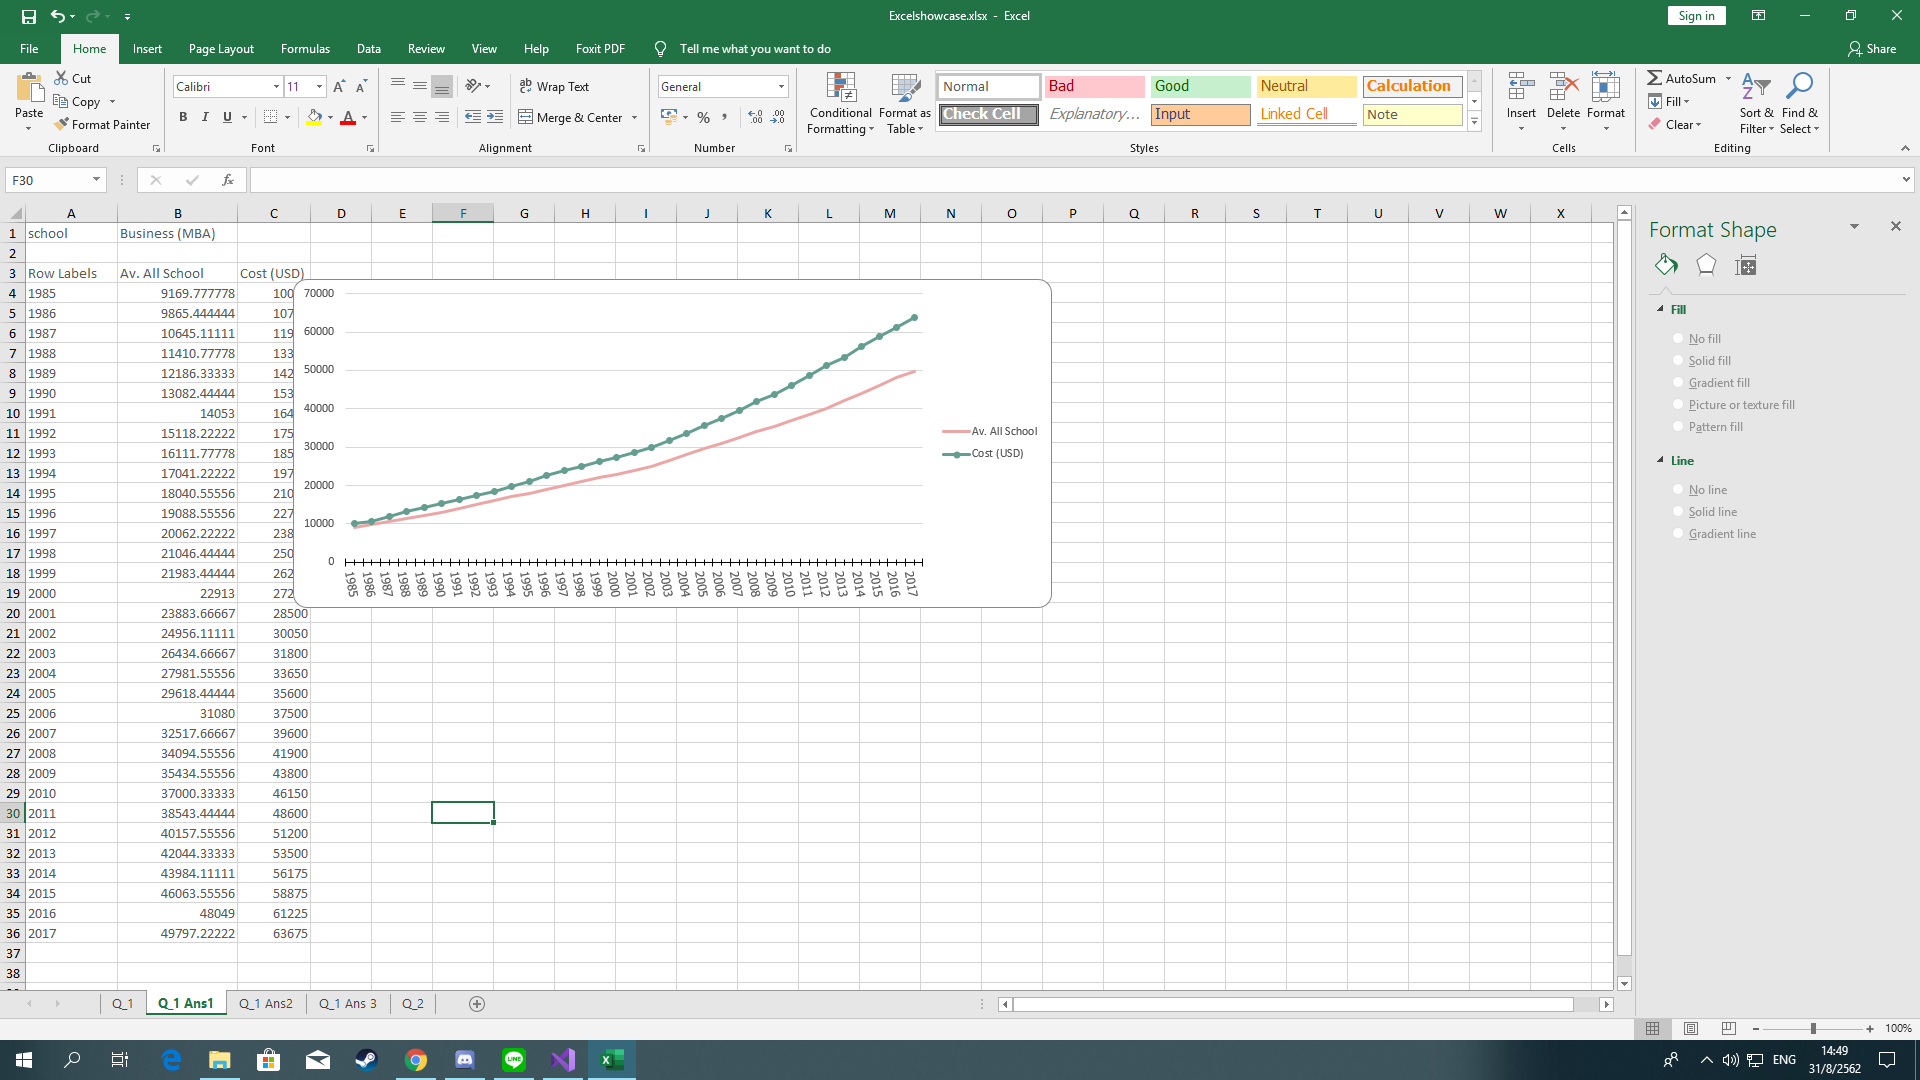 Excelshowcase.xlsx - Excel
Sign in
File Home Insert Page Layout Formulas Data Review View Help Foxit PDF Tell me what you want to do Share
Paste
Cut
Copy
Format Painter
Clipboard
Calibri 11
B I U
Font
Wrap Text
Merge & Center
Alignment
General
%
Number
Conditional Formatting
Format as Table
Normal Bad Good Neutral Calculation
Check Cell Explanatory... Input Linked Cell Note
Styles
Insert Delete Format
Cells
AutoSum
Fill
Clear
Sort & Filter
Find & Select
Editing
F30 fx
A B C D E F G H I J K L M N O P Q R S T U V W X
1 school Business (MBA)
2
3 Row Labels Av. All School Cost (USD)
4 1985 9169.777778 100
5 1986 9865.444444 107
6 1987 10645.11111 119
7 1988 11410.77778 133
8 1989 12186.33333 142
9 1990 13082.44444 153
10 1991 14053 164
11 1992 15118.22222 175
12 1993 16111.77778 185
13 1994 17041.22222 197
14 1995 18040.55556 210
15 1996 19088.55556 227
16 1997 20062.22222 238
17 1998 21046.44444 250
18 1999 21983.44444 262
19 2000 22913 272
20 2001 23883.66667 28500
21 2002 24956.11111 30050
22 2003 26434.66667 31800
23 2004 27981.55556 33650
24 2005 29618.44444 35600
25 2006 31080 37500
26 2007 32517.66667 39600
27 2008 34094.55556 41900
28 2009 35434.55556 43800
29 2010 37000.33333 46150
30 2011 38543.44444 48600
31 2012 40157.55556 51200
32 2013 42044.33333 53500
33 2014 43984.11111 56175
34 2015 46063.55556 58875
35 2016 48049 61225
36 2017 49797.22222 63675
37
38
70000
60000
50000
40000
30000
20000
10000
0
1985 1986 1987 1988 1989 1990 1991 1992 1993 1994 1995 1996 1997 1998 1999 2000 2001 2002 2003 2004 2005 2006 2007 2008 2009 2010 2011 2012 2013 2014 2015 2016 2017
Av. All School
Cost (USD)
Format Shape
Fill
No fill
Solid fill
Gradient fill
Picture or texture fill
Pattern fill
Line
No line
Solid line
Gradient line
Q_1 Q_1 Ans1 Q_1 Ans2 Q_1 Ans 3 Q_2
100%
ENG
14:49
31/8/2562